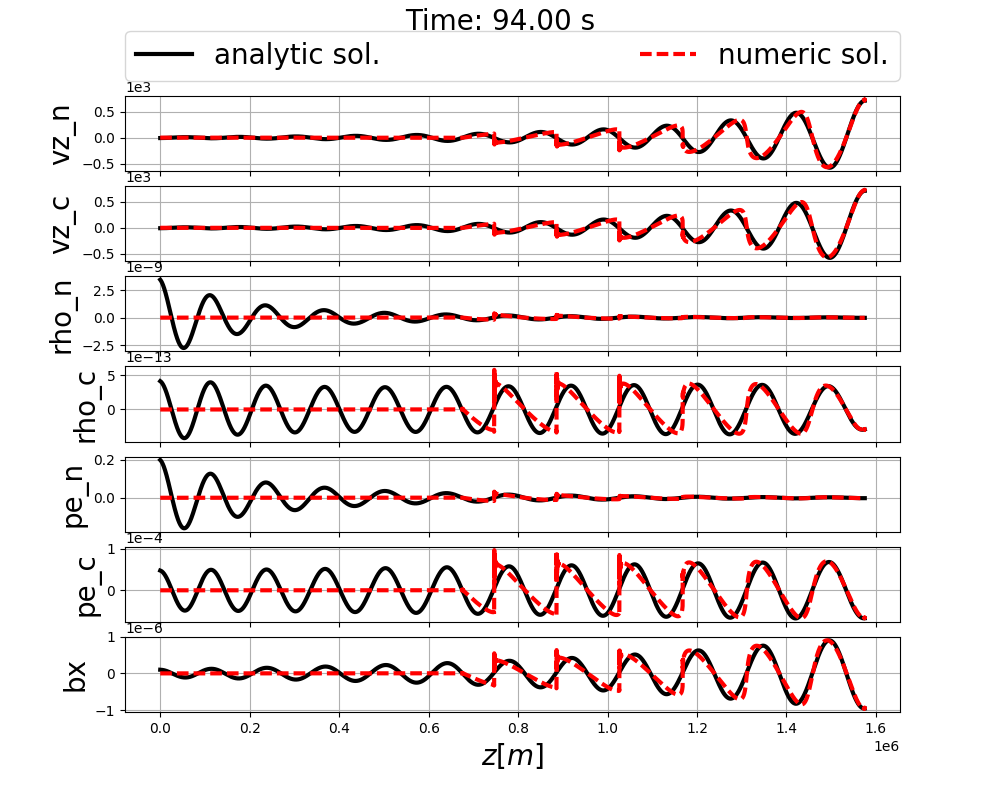 Time: 94.00 s
analytic sol. numeric sol.
1e3
vz_n
0.5
0.0
−0.5
1e3
vz_c
0.5
0.0
−0.5
1e−9
rho_n
2.5
0.0
−2.5
1e−13
rho_c
5
0
pe_n
0.2
0.0
1e−4
pe_c
1
0
1e−6
bx
1
0
−1
0.0 0.2 0.4 0.6 0.8 1.0 1.2 1.4 1.6
1e6
z[m]